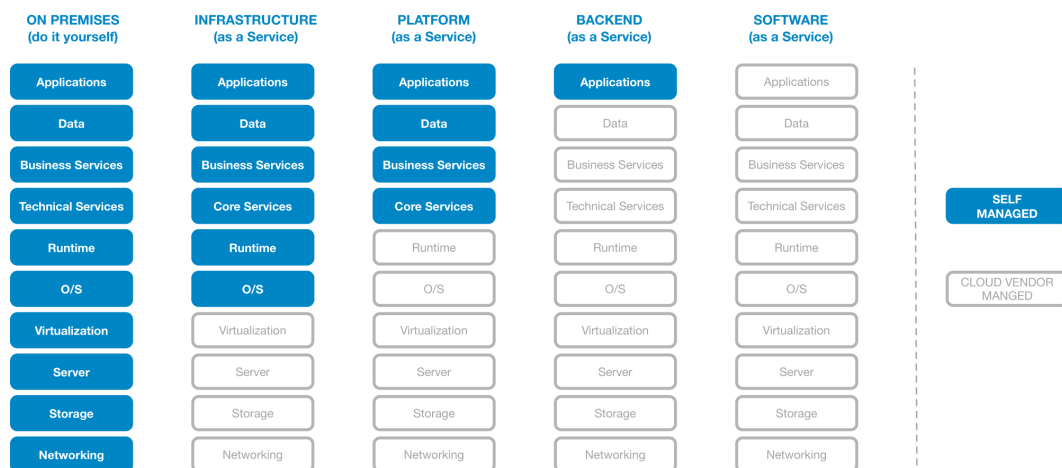 ON PREMISES
(do it yourself)
INFRASTRUCTURE
(as a Service)
PLATFORM
(as a Service)
BACKEND
(as a Service)
SOFTWARE
(as a Service)
Applications
Applications
Applications
Applications
Applications
Data
Data
Data
Data
Data
Business Services
Business Services
Business Services
Business Services
Business Services
Technical Services
Core Services
Core Services
Technical Services
Technical Services
SELF
MANAGED
Runtime
Runtime
Runtime
Runtime
Runtime
O/S
O/S
O/S
O/S
O/S
CLOUD VENDOR
MANGED
Virtualization
Virtualization
Virtualization
Virtualization
Virtualization
Server
Server
Server
Server
Server
Storage
Storage
Storage
Storage
Storage
Networking
Networking
Networking
Networking
Networking